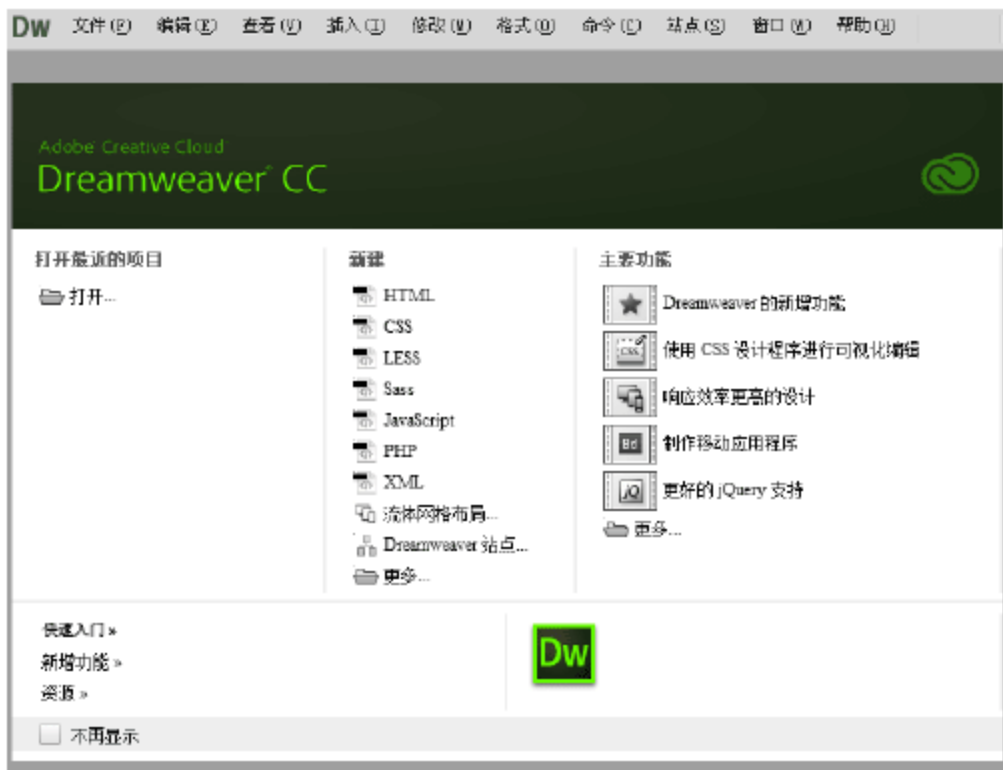 Dw 文件(F) 编辑(E) 查看(V) 插入(I) 修改(M) 格式(O) 命令(C) 站点(S) 窗口(W) 帮助(H)
Adobe Creative Cloud
Dreamweaver® CC
打开最近的项目
打开...
新建
HTML
CSS
LESS
Sass
JavaScript
PHP
XML
流体网格布局...
Dreamweaver 站点...
更多...
主要功能
Dreamweaver 的新增功能
使用 CSS 设计程序进行可视化编辑
响应效率更高的设计
制作移动应用程序
更好的 jQuery 支持
更多...
快速入门 »
新增功能 »
资源 »
Dw
不再显示